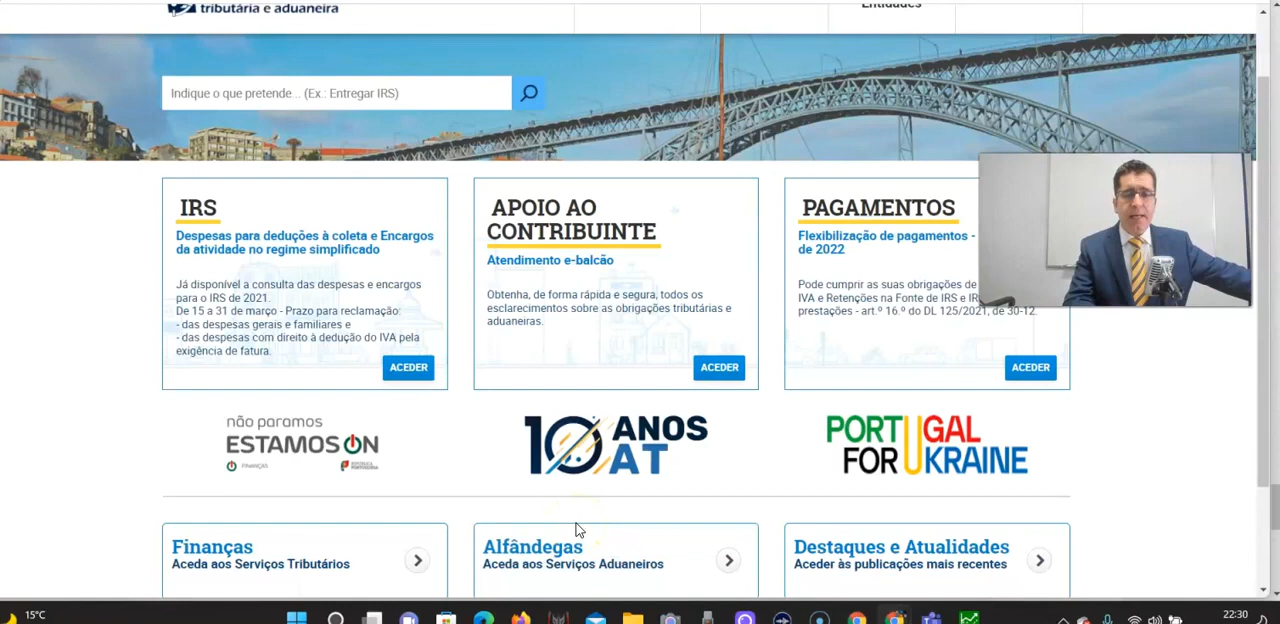 tributária e aduaneira
Entidades
Indique o que pretende... (Ex.: Entregar IRS)
IRS
Despesas para deduções à coleta e Encargos
da atividade no regime simplificado
Já disponível a consulta das despesas e encargos
para o IRS de 2021.
De 15 a 31 de março - Prazo para reclamação:
- das despesas gerais e familiares e
- das despesas com direito à dedução do IVA pela
exigência de fatura.
ACEDER
APOIO AO
CONTRIBUINTE
Atendimento e-balcão
Obtenha, de forma rápida e segura, todos os
esclarecimentos sobre as obrigações tributárias e
aduaneiras.
ACEDER
PAGAMENTOS
Flexibilização de pagamentos -
de 2022
Pode cumprir as suas obrigações de
IVA e Retenções na Fonte de IRS e IR
prestações - art.º 16.º do DL 125/2021, de 30-12.
ACEDER
não paramos
ESTAMOS ON
FINANÇAS
REPÚBLICA
PORTUGUESA
10 ANOS
AT
PORTUGAL
FOR UKRAINE
Finanças
Aceda aos Serviços Tributários
Alfândegas
Aceda aos Serviços Aduaneiros
Destaques e Atualidades
Aceder às publicações mais recentes
15°C
22:30